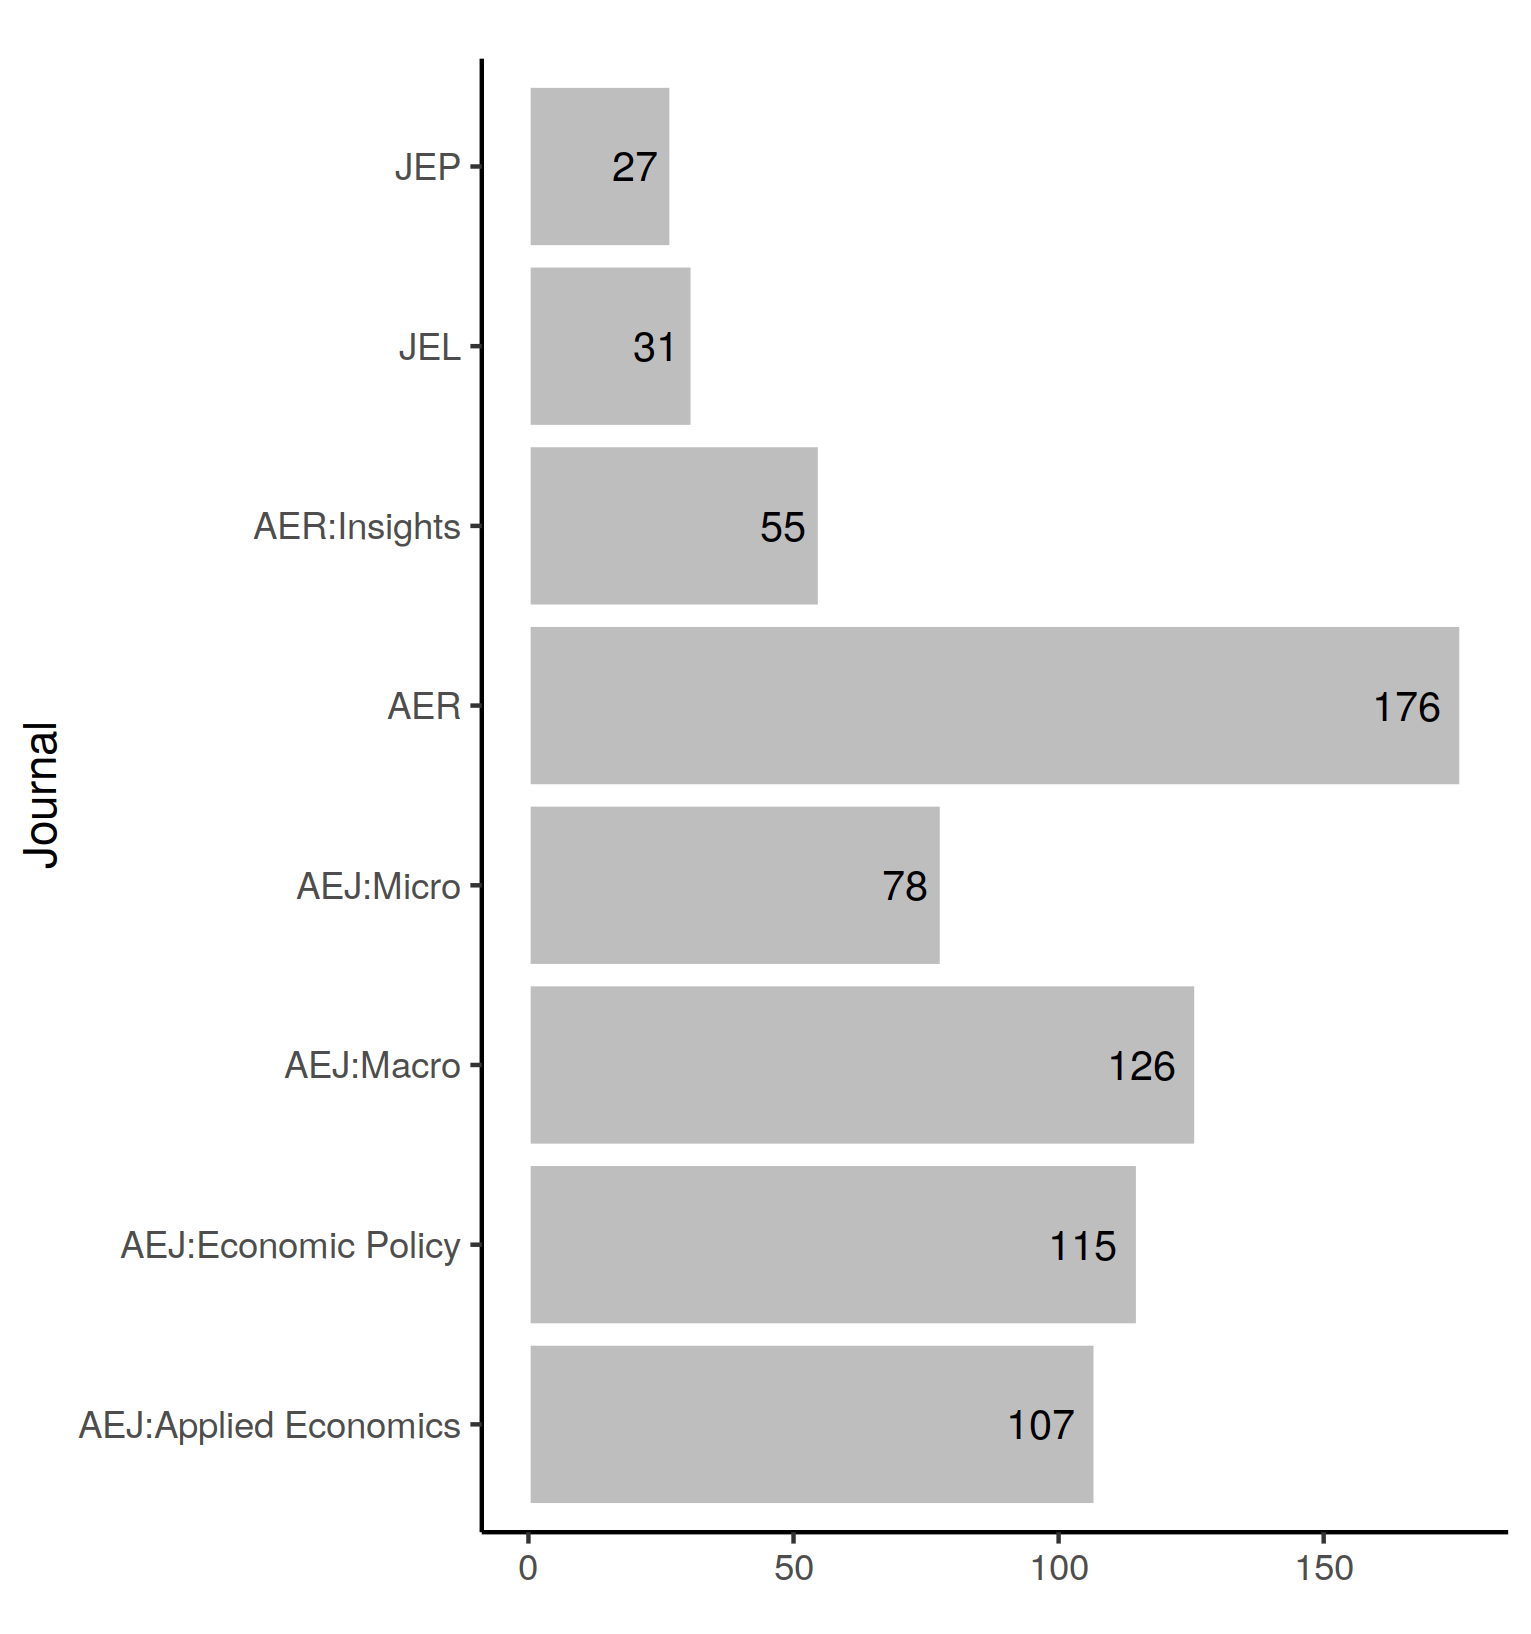 JEP
27
JEL
31
AER:Insights
55
AER
176
Journal
AEJ:Micro
78
AEJ:Macro
126
AEJ:Economic Policy
115
AEJ:Applied Economics
107
0 50 100 150